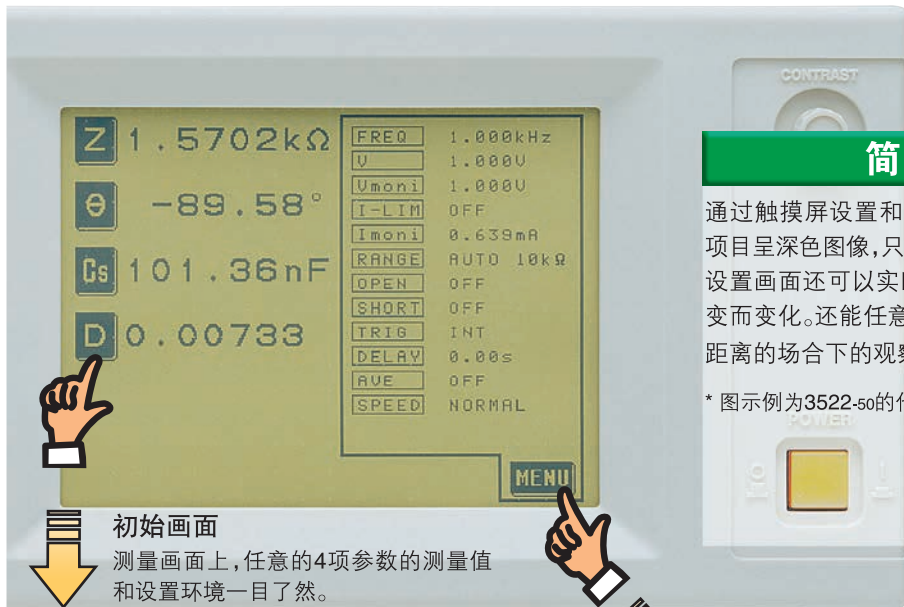 CONTRAST
Z 1.5702kΩ
θ -89.58°
Cs 101.36nF
D 0.00733
FREQ 1.000kHz
V 1.000V
Vmoni 1.000V
I-LIM OFF
Imoni 0.639mA
RANGE AUTO 10kΩ
OPEN OFF
SHORT OFF
TRIG INT
DELAY 0.00s
AVE OFF
SPEED NORMAL
MENU
简
通过触摸屏设置和
项目呈深色图像,只
设置画面还可以实
变而变化。还能任意
距离的场合下的观
* 图示例为3522-50的
POWER
初始画面
测量画面上,任意的4项参数的测量值
和设置环境一目了然。